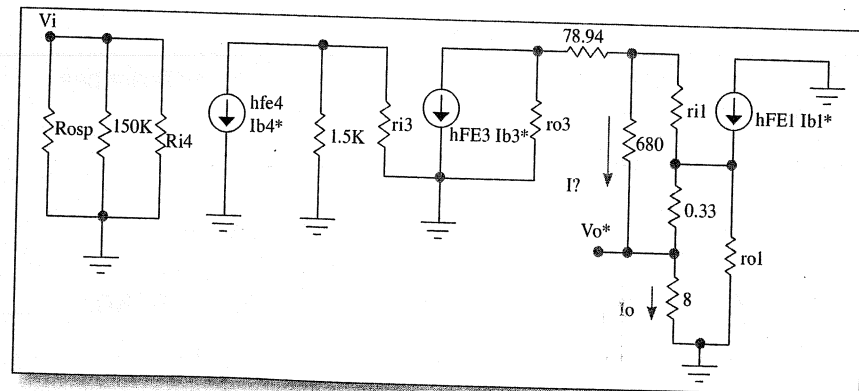 Vi
Rosp
150K
Ri4
hfe4
Ib4*
1.5K
ri3
hFE3 Ib3*
ro3
78.94
680
I?
ri1
hFE1 Ib1*
0.33
Vo*
ro1
Io
8